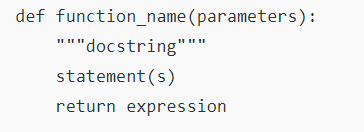 def function_name(parameters):
    """docstring"""
    statement(s)
    return expression